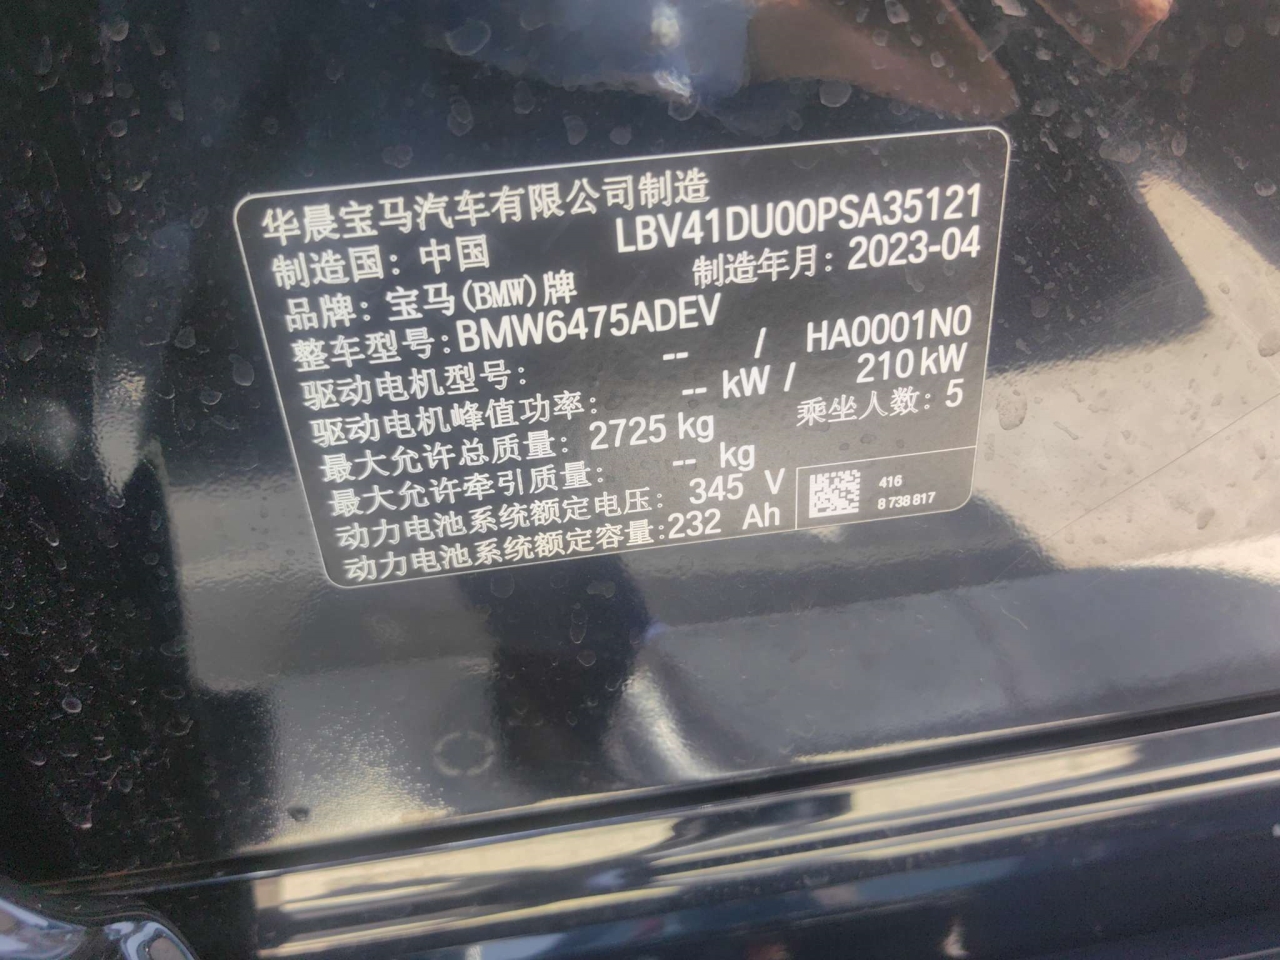 华晨宝马汽车有限公司制造
制造国：中国 LBV41DU00PSA35121
品牌：宝马(BMW)牌 制造年月：2023-04
整车型号：BMW6475ADEV
驱动电机型号： -- / HA0001N0
驱动电机峰值功率： -- kW / 210 kW
最大允许总质量：2725 kg 乘坐人数：5
最大允许牵引质量： -- kg
动力电池系统额定电压：345 V
动力电池系统额定容量：232 Ah
416
8 738 817